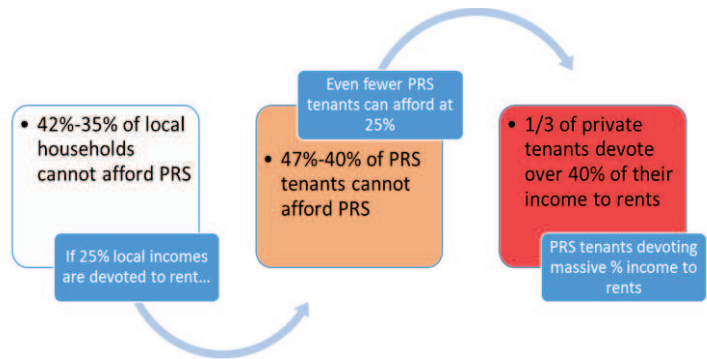 • 42%-35% of local
households
cannot afford PRS
If 25% local incomes
are devoted to rent...
Even fewer PRS
tenants can afford at
25%
• 47%-40% of PRS
tenants cannot
afford PRS
• 1/3 of private
tenants devote
over 40% of their
income to rents
PRS tenants devoting
massive % income to
rents